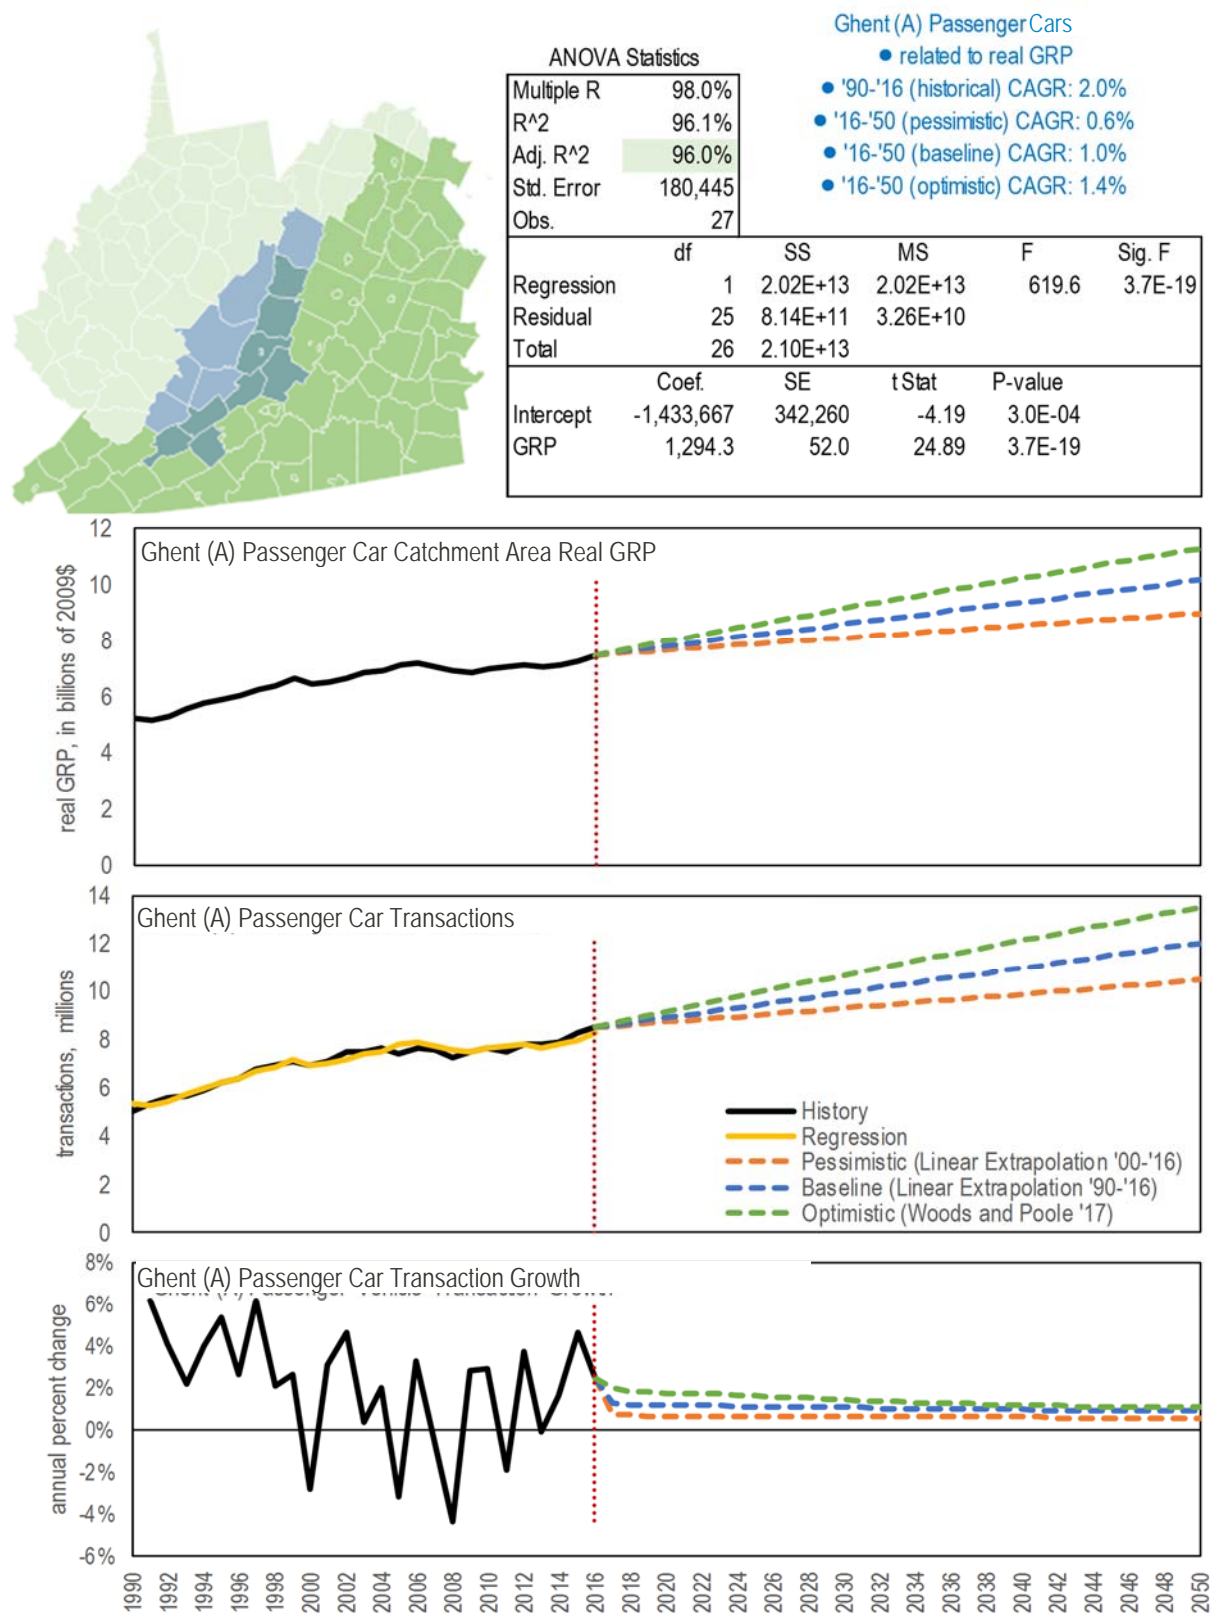 Ghent (A) Passenger Cars
• related to real GRP
• '90-'16 (historical) CAGR: 2.0%
• '16-'50 (pessimistic) CAGR: 0.6%
• '16-'50 (baseline) CAGR: 1.0%
• '16-'50 (optimistic) CAGR: 1.4%
ANOVA Statistics
Multiple R 98.0%
R^2 96.1%
Adj. R^2 96.0%
Std. Error 180,445
Obs. 27
df SS MS F Sig. F
Regression 1 2.02E+13 2.02E+13 619.6 3.7E-19
Residual 25 8.14E+11 3.26E+10
Total 26 2.10E+13
Coef. SE t Stat P-value
Intercept -1,433,667 342,260 -4.19 3.0E-04
GRP 1,294.3 52.0 24.89 3.7E-19
Ghent (A) Passenger Car Catchment Area Real GRP
real GRP, in billions of 2009$
12
10
8
6
4
2
0
Ghent (A) Passenger Car Transactions
transactions, millions
14
12
10
8
6
4
2
0
History
Regression
Pessimistic (Linear Extrapolation '00-'16)
Baseline (Linear Extrapolation '90-'16)
Optimistic (Woods and Poole '17)
Ghent (A) Passenger Car Transaction Growth
annual percent change
8%
6%
4%
2%
0%
-2%
-4%
-6%
1990 1992 1994 1996 1998 2000 2002 2004 2006 2008 2010 2012 2014 2016 2018 2020 2022 2024 2026 2028 2030 2032 2034 2036 2038 2040 2042 2044 2046 2048 2050